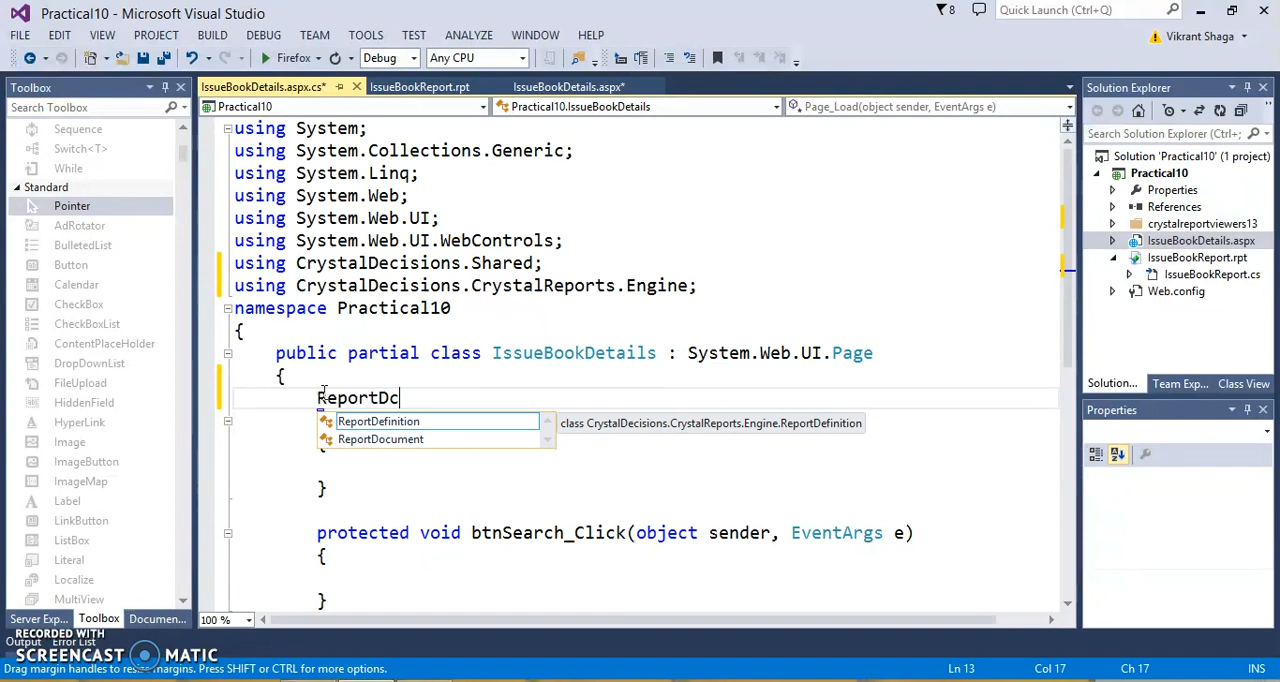 Practical10 - Microsoft Visual Studio
8
Quick Launch (Ctrl+Q)
FILE EDIT VIEW PROJECT BUILD DEBUG TEAM TOOLS TEST ANALYZE WINDOW HELP
Vikrant Shaga
Firefox Debug Any CPU
Toolbox
Search Toolbox
Sequence
Switch<T>
While
Standard
Pointer
AdRotator
BulletedList
Button
Calendar
CheckBox
CheckBoxList
ContentPlaceHolder
DropDownList
FileUpload
HiddenField
HyperLink
Image
ImageButton
ImageMap
Label
LinkButton
ListBox
Literal
Localize
MultiView
Server Exp... Toolbox Documen...
IssueBookDetails.aspx.cs* IssueBookReport.rpt IssueBookDetails.aspx*
Practical10 Practical10.IssueBookDetails Page_Load(object sender, EventArgs e)
using System;
using System.Collections.Generic;
using System.Linq;
using System.Web;
using System.Web.UI;
using System.Web.UI.WebControls;
using CrystalDecisions.Shared;
using CrystalDecisions.CrystalReports.Engine;
namespace Practical10
{
public partial class IssueBookDetails : System.Web.UI.Page
{
ReportDc
ReportDefinition
ReportDocument
class CrystalDecisions.CrystalReports.Engine.ReportDefinition
{
}
protected void btnSearch_Click(object sender, EventArgs e)
{
}
100 %
Solution Explorer
Search Solution Explorer (Ctrl+;)
Solution 'Practical10' (1 project)
Practical10
Properties
References
crystalreportviewers13
IssueBookDetails.aspx
IssueBookReport.rpt
IssueBookReport.cs
Web.config
Solution... Team Exp... Class View
Properties
Output Error List
RECORDED WITH
SCREENCAST MATIC
Drag margin handles to resize margins. Press SHIFT or CTRL for more options.
Ln 13 Col 17 Ch 17 INS